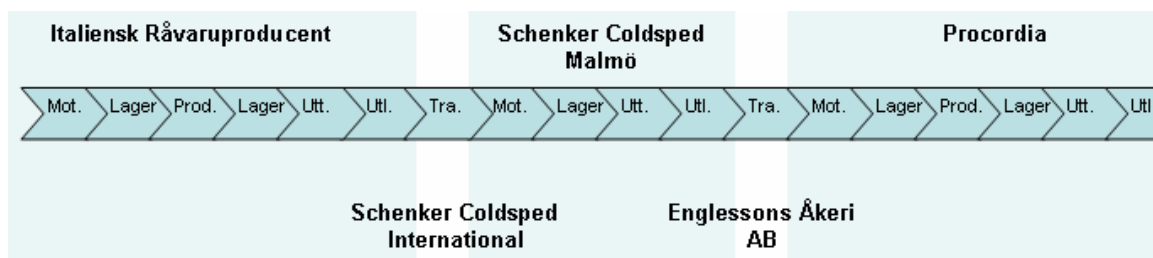 Italiensk Råvaruproducent
Schenker Coldsped
Malmö
Procordia
Mot. Lager Prod. Lager Utt. Utl. Tra. Mot. Lager Utt. Utl. Tra. Mot. Lager Prod. Lager Utt. Utl
Schenker Coldsped
International
Englessons Åkeri
AB